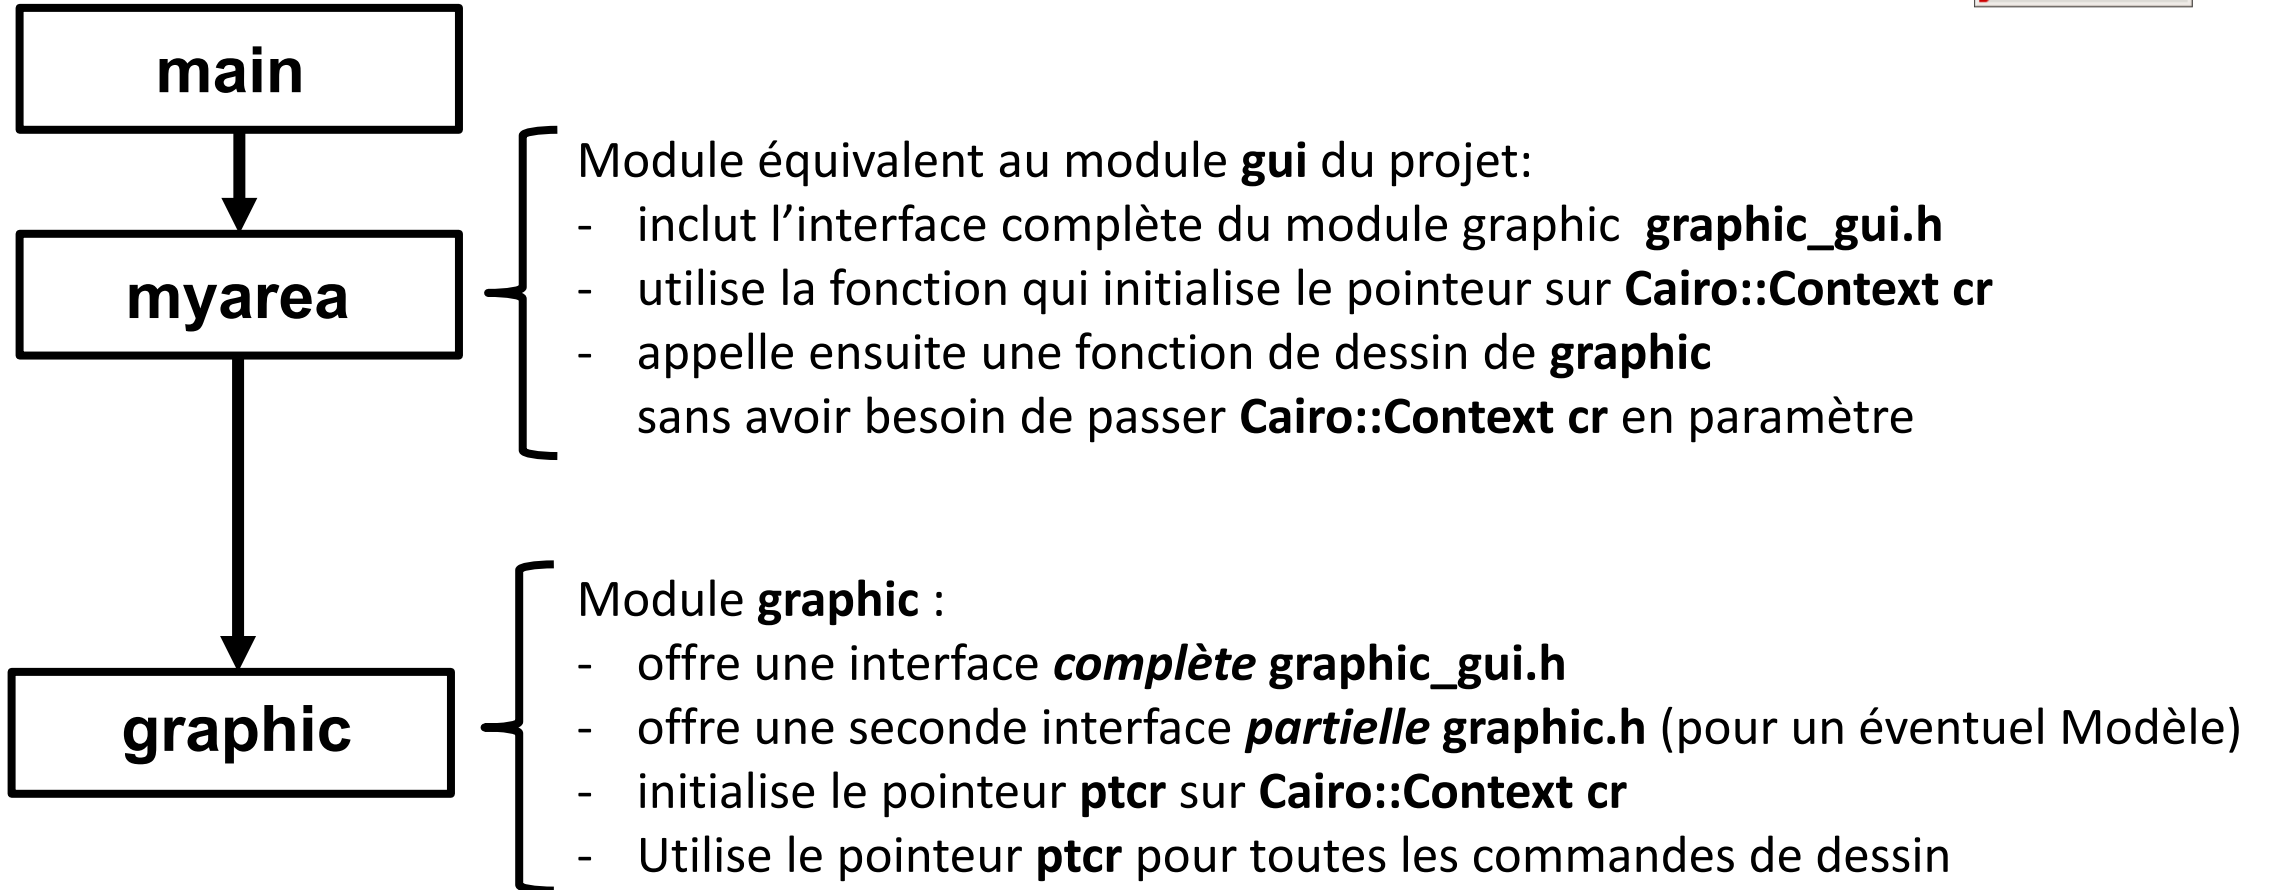 main
Module équivalent au module gui du projet:
- inclut l’interface complète du module graphic graphic_gui.h
myarea
- utilise la fonction qui initialise le pointeur sur Cairo::Context cr
- appelle ensuite une fonction de dessin de graphic
sans avoir besoin de passer Cairo::Context cr en paramètre
Module graphic :
- offre une interface complète graphic_gui.h
graphic
- offre une seconde interface partielle graphic.h (pour un éventuel Modèle)
- initialise le pointeur ptcr sur Cairo::Context cr
- Utilise le pointeur ptcr pour toutes les commandes de dessin